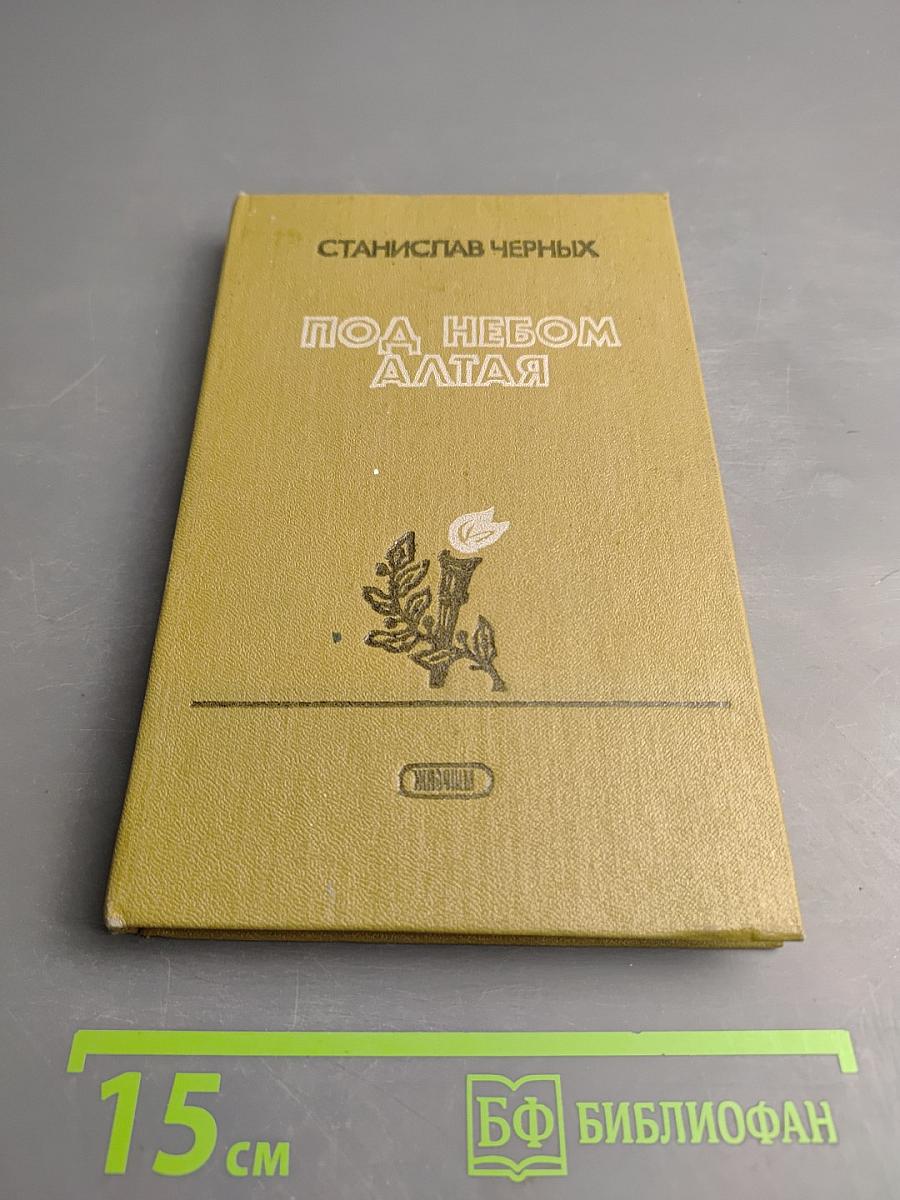 СТАНИСЛАВ ЧЕРНЫХ
ПОД НЕБОМ
АЛТАЯ
15 см
БФ БИБЛИОФАН